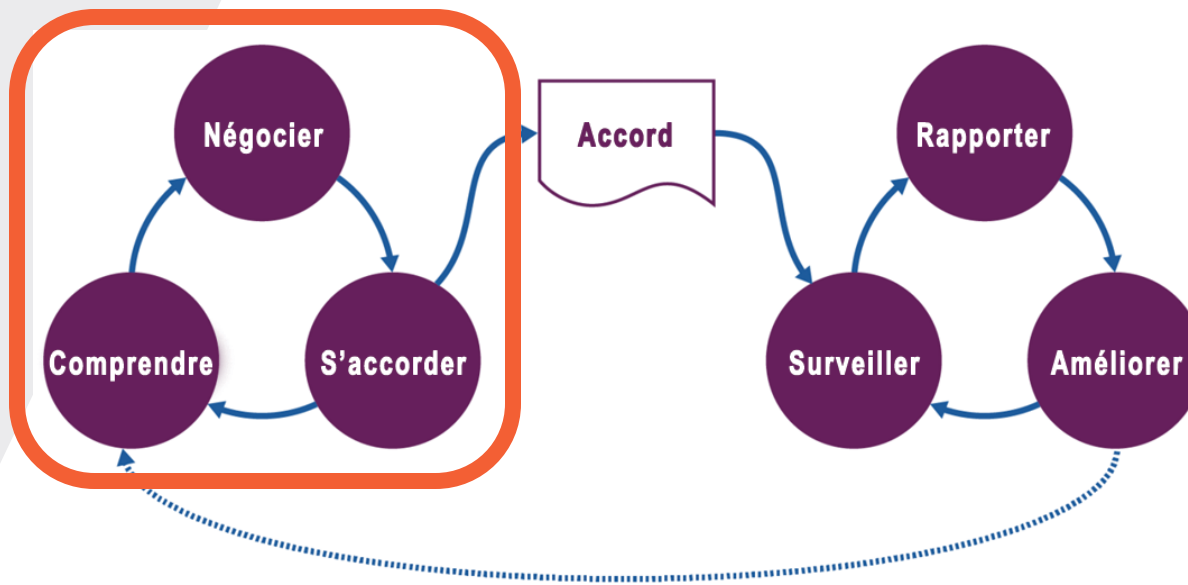 Négocier
Accord
Rapporter
Comprendre
S'accorder
Surveiller
Améliorer